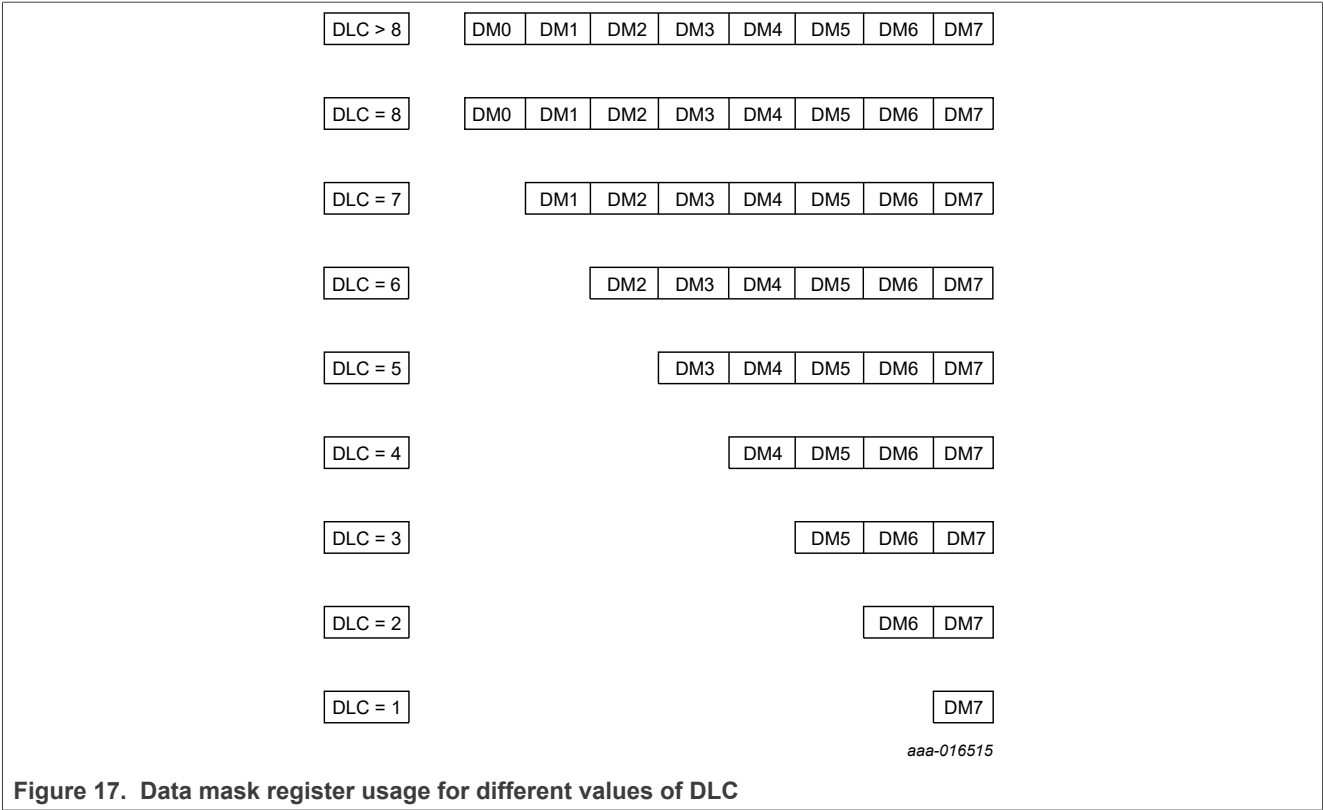 DLC > 8 DM0 DM1 DM2 DM3 DM4 DM5 DM6 DM7
DLC = 8 DM0 DM1 DM2 DM3 DM4 DM5 DM6 DM7
DLC = 7 DM1 DM2 DM3 DM4 DM5 DM6 DM7
DLC = 6 DM2 DM3 DM4 DM5 DM6 DM7
DLC = 5 DM3 DM4 DM5 DM6 DM7
DLC = 4 DM4 DM5 DM6 DM7
DLC = 3 DM5 DM6 DM7
DLC = 2 DM6 DM7
DLC = 1 DM7
aaa-016515
Figure 17. Data mask register usage for different values of DLC